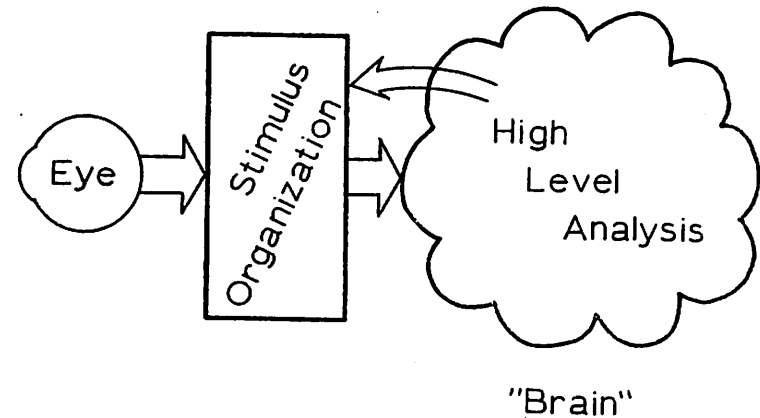 Eye
Stimulus
Organization
High
Level
Analysis
"Brain"